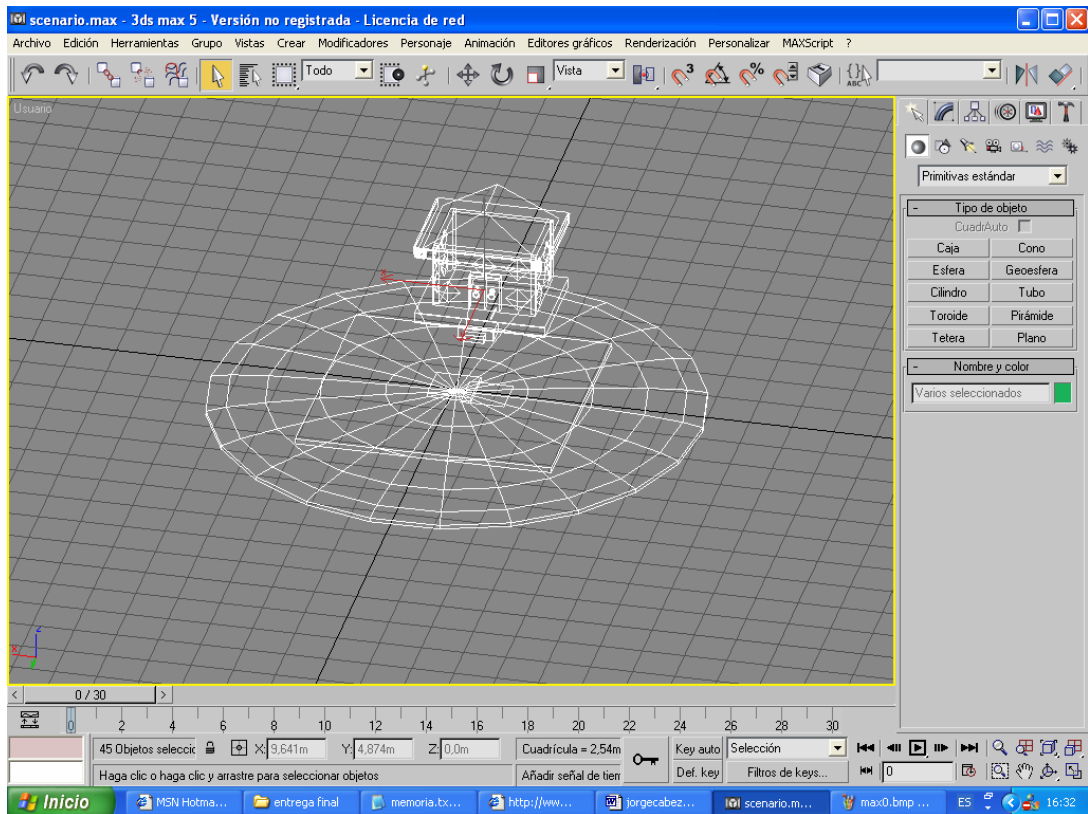 scenario.max - 3ds max 5 - Versión no registrada - Licencia de red
Archivo Edición Herramientas Grupo Vistas Crear Modificadores Personaje Animación Editores gráficos Renderización Personalizar MAXScript ?
Todo Vista ABC
Usuario
Primitivas estándar
- Tipo de objeto
CuadrAuto
Caja Cono
Esfera Geoesfera
Cilindro Tubo
Toroide Pirámide
Tetera Plano
- Nombre y color
Varios seleccionados
x
z
x y
< 0 / 30 >
0 2 4 6 8 10 12 14 16 18 20 22 24 26 28 30
45 Objetos seleccic X: 9,641m Y: 4,874m Z: 0,0m Cuadrícula = 2,54m Key auto Selección
Haga clic o haga clic y arrastre para seleccionar objetos Añadir señal de tiem Def. key Filtros de keys... 0
Inicio MSN Hotma... entrega final memoria.tx... http://ww... jorgecabez... scenario.m... max0.bmp ... ES 16:32